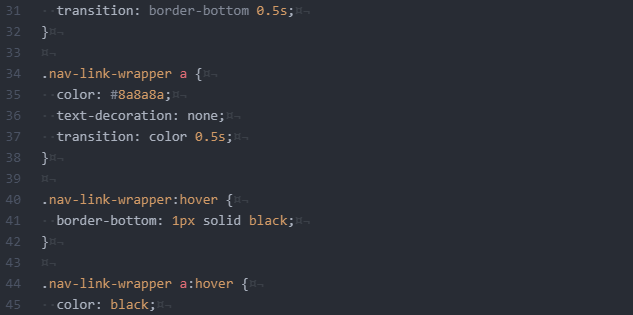 31 transition: border-bottom 0.5s;¤¬
32 }¤¬
33 ¤¬
34 .nav-link-wrapper a {¤¬
35 ··color: #8a8a8a;¤¬
36 ··text-decoration: none;¤¬
37 ··transition: color 0.5s;¤¬
38 }¤¬
39 ¤¬
40 .nav-link-wrapper:hover {¤¬
41 ··border-bottom: 1px solid black;¤¬
42 }¤¬
43 ¤¬
44 .nav-link-wrapper a:hover {¤¬
45 ··color: black;¤¬